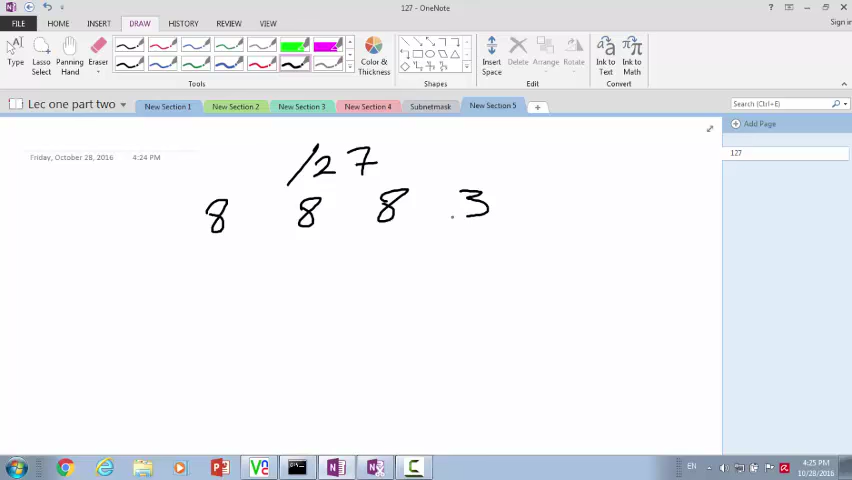 127 - OneNote
FILE HOME INSERT DRAW HISTORY REVIEW VIEW
Sign in
Type Lasso Select Panning Hand Eraser Color & Thickness Insert Space Delete Arrange Rotate Ink to Text Ink to Math
Tools Shapes Edit Convert
Lec one part two New Section 1 New Section 2 New Section 3 New Section 4 Subnetmask New Section 5 Search (Ctrl+E)
Add Page
Friday, October 28, 2016 4:24 PM
127
/27
8 8 8 .3
EN 4:25 PM
10/28/2016